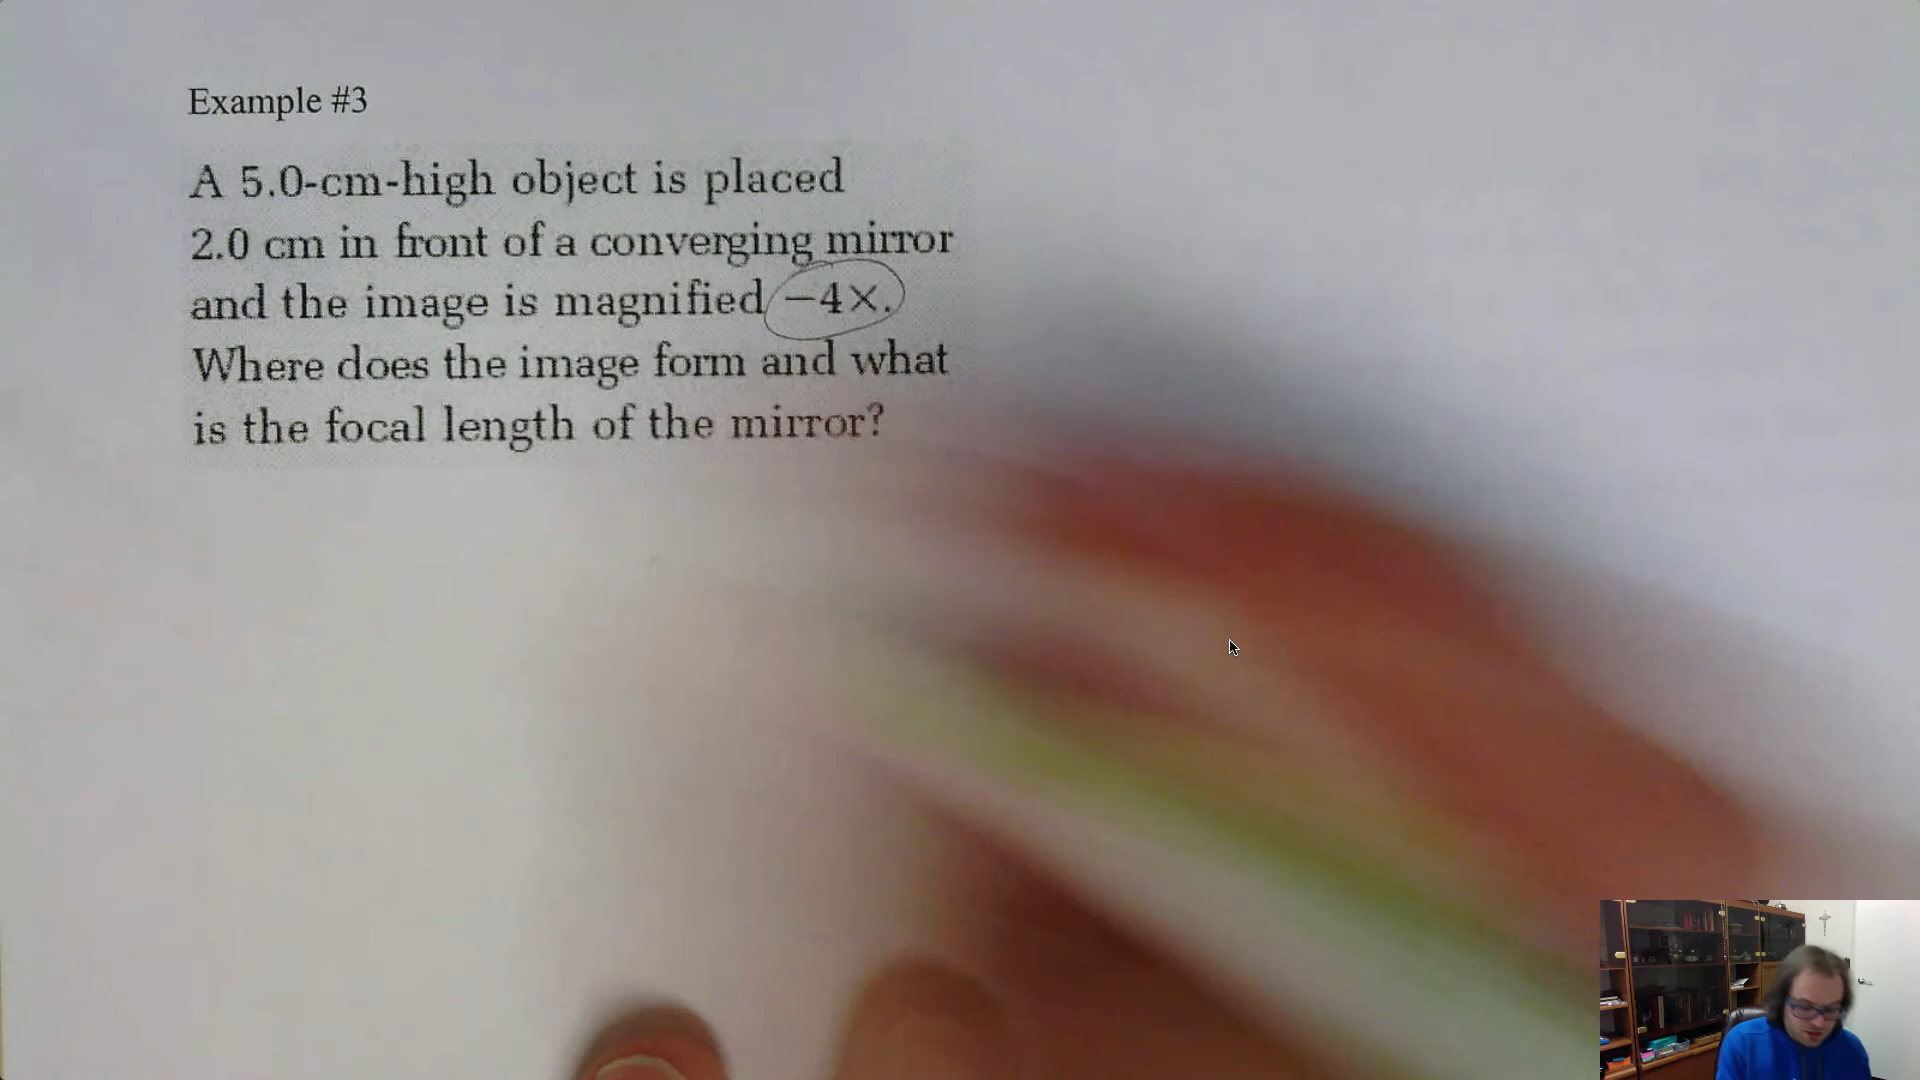 Example #3
A 5.0-cm-high object is placed
2.0 cm in front of a converging mirror
and the image is magnified −4×.
Where does the image form and what
is the focal length of the mirror?